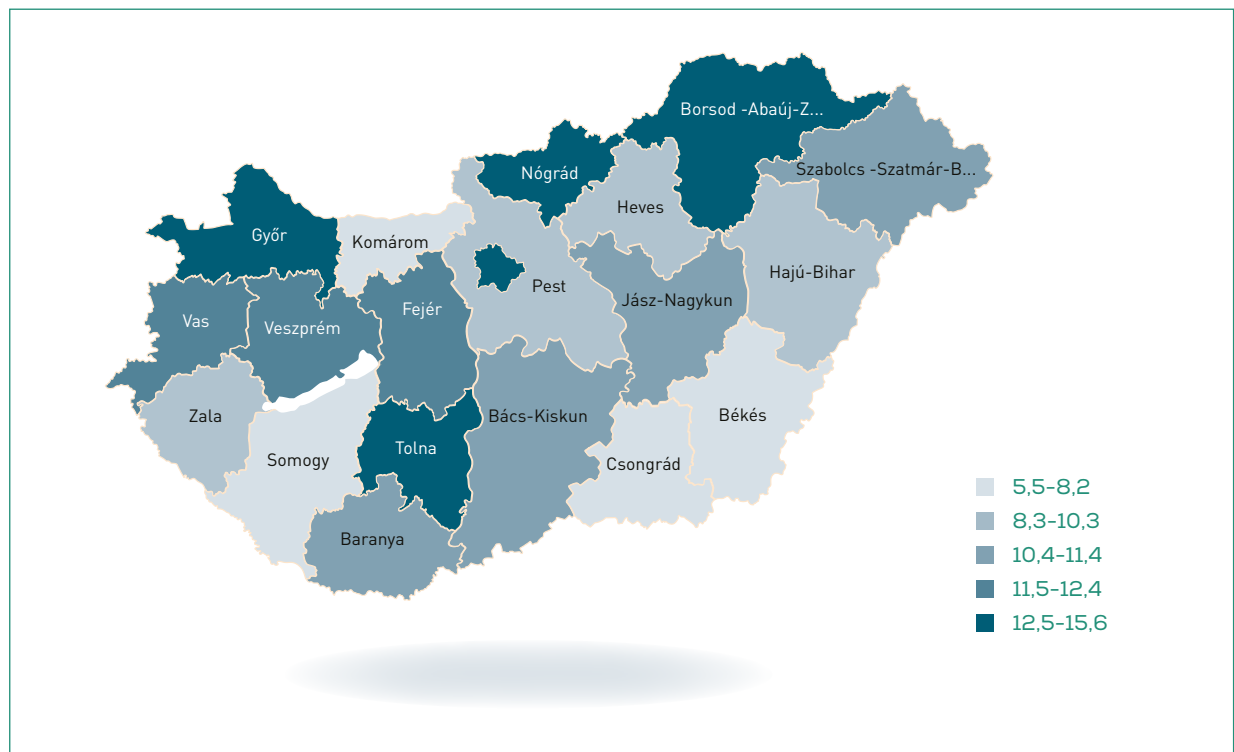 Borsod -Abaúj-Z...
Nógrád
Szabolcs -Szatmár-B...
Heves
Győr
Komárom
Hajú-Bihar
Pest
Jász-Nagykun
Fejér
Vas
Veszprém
Zala
Bács-Kiskun
Békés
Tolna
Somogy
Csongrád
Baranya
5,5–8,2
8,3–10,3
10,4–11,4
11,5–12,4
12,5–15,6